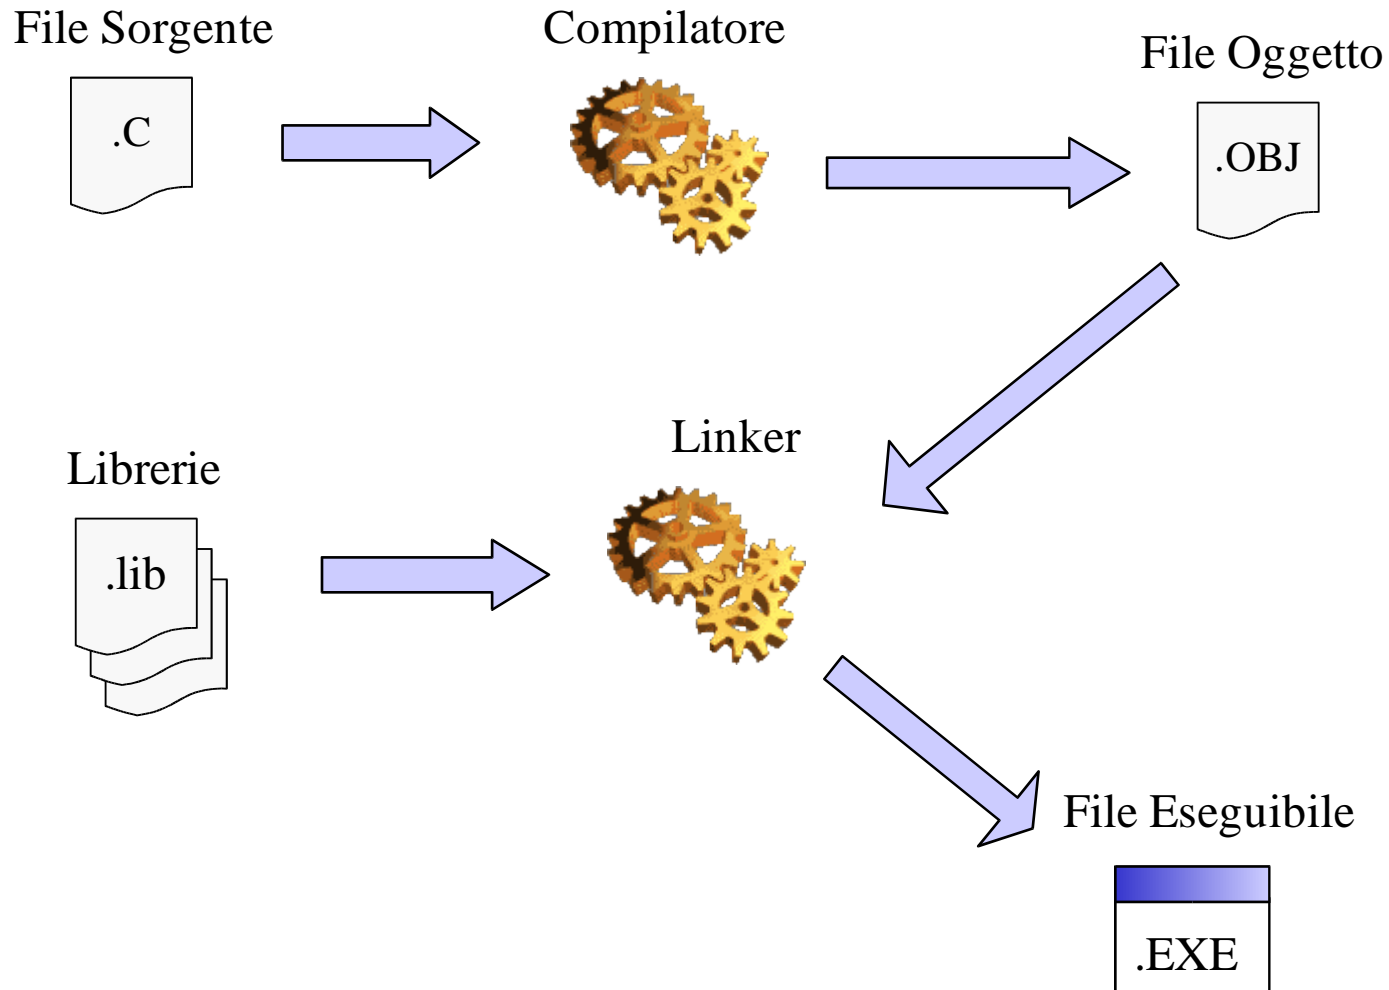 File Sorgente
Compilatore
File Oggetto
.C
.OBJ
Linker
Librerie
.lib
File Eseguibile
.EXE